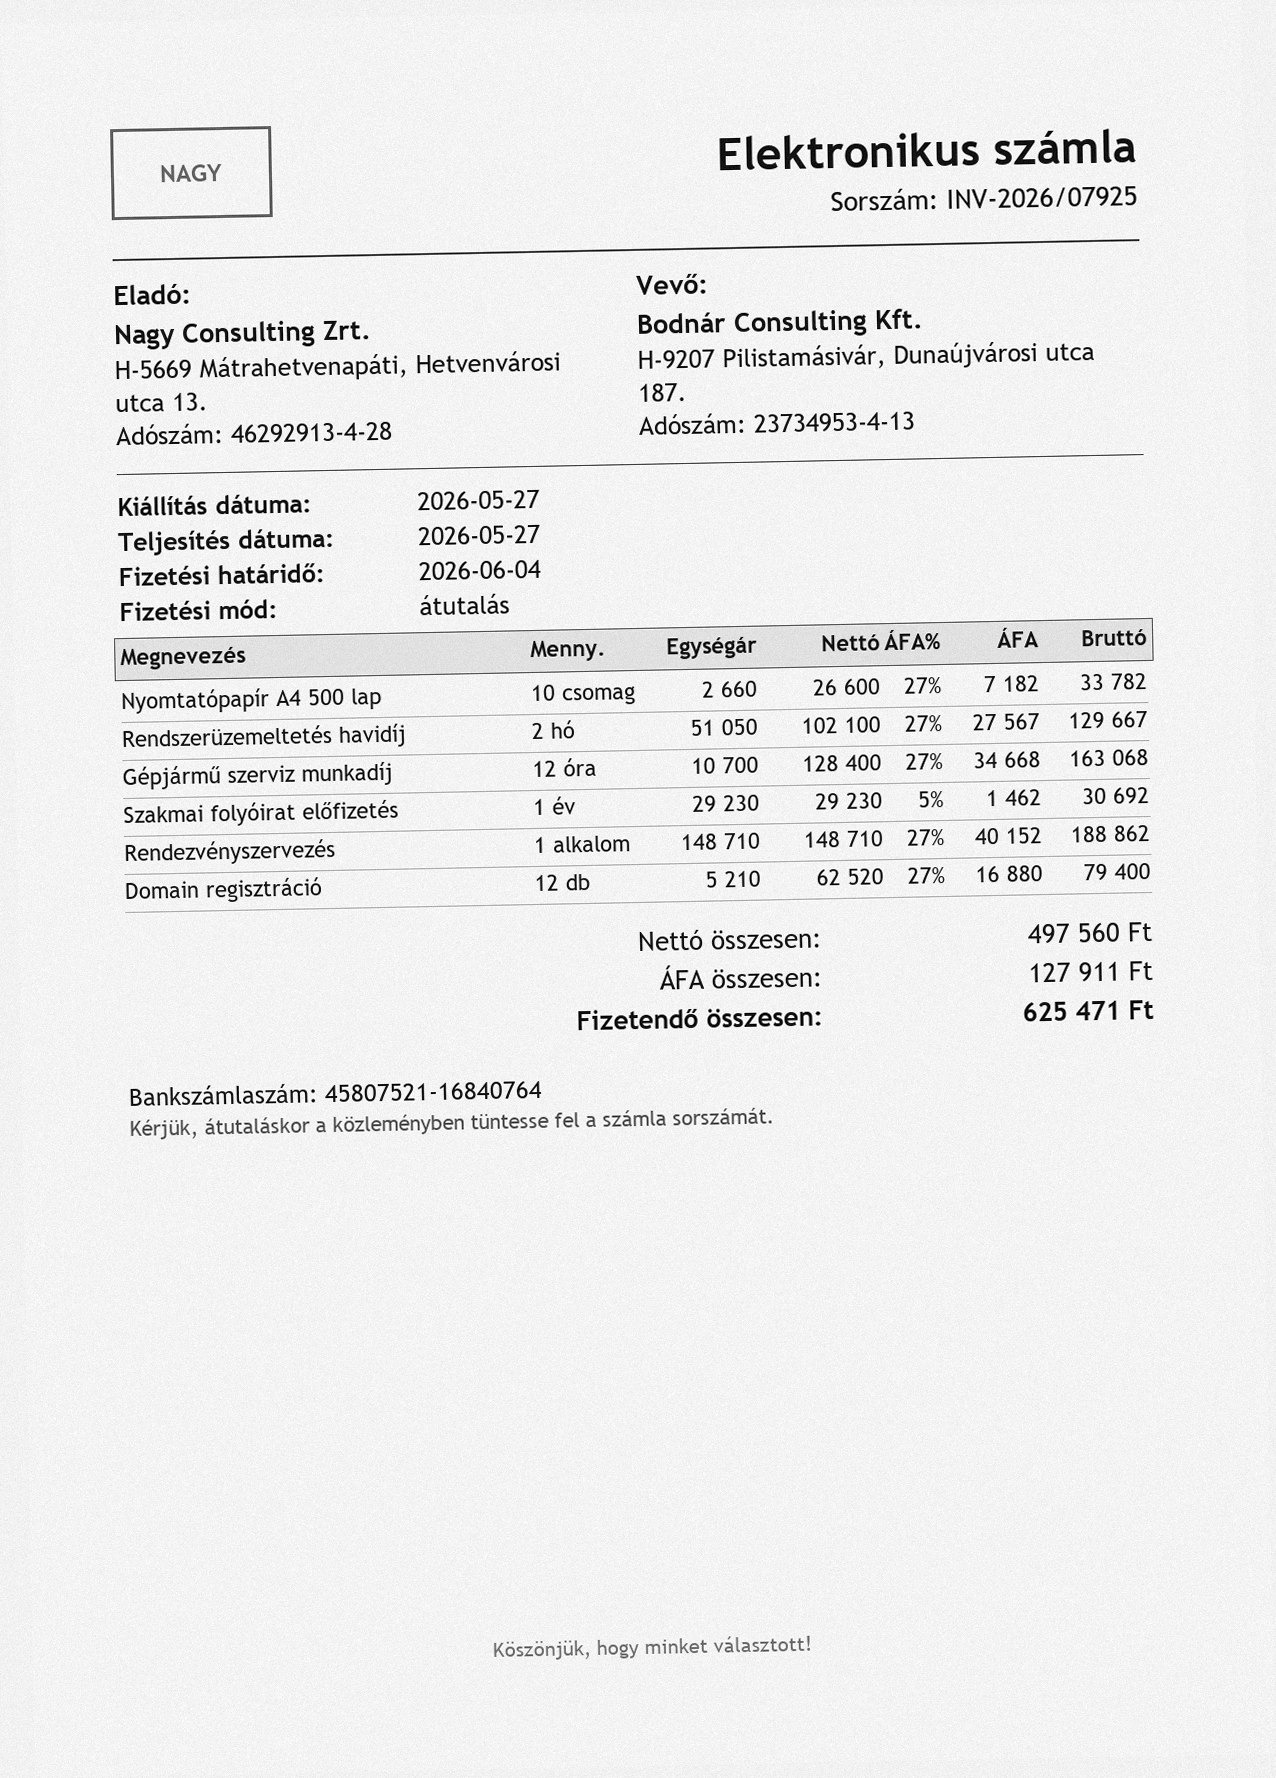 NAGY
Elektronikus számla
Sorszám: INV-2026/07925
Eladó:
Nagy Consulting Zrt.
H-5669 Mátrahetvenapáti, Hetvenvárosi
utca 13.
Adószám: 46292913-4-28
Vevő:
Bodnár Consulting Kft.
H-9207 Pilistamásivár, Dunaújvárosi utca
187.
Adószám: 23734953-4-13
Kiállítás dátuma: 2026-05-27
Teljesítés dátuma: 2026-05-27
Fizetési határidő: 2026-06-04
Fizetési mód: átutalás
Megnevezés Menny. Egységár Nettó ÁFA% ÁFA Bruttó
Nyomtatópapír A4 500 lap 10 csomag 2 660 26 600 27% 7 182 33 782
Rendszerüzemeltetés havidíj 2 hó 51 050 102 100 27% 27 567 129 667
Gépjármű szerviz munkadíj 12 óra 10 700 128 400 27% 34 668 163 068
Szakmai folyóirat előfizetés 1 év 29 230 29 230 5% 1 462 30 692
Rendezvényszervezés 1 alkalom 148 710 148 710 27% 40 152 188 862
Domain regisztráció 12 db 5 210 62 520 27% 16 880 79 400
Nettó összesen: 497 560 Ft
ÁFA összesen: 127 911 Ft
Fizetendő összesen: 625 471 Ft
Bankszámlaszám: 45807521-16840764
Kérjük, átutaláskor a közleményben tüntesse fel a számla sorszámát.
Köszönjük, hogy minket választott!